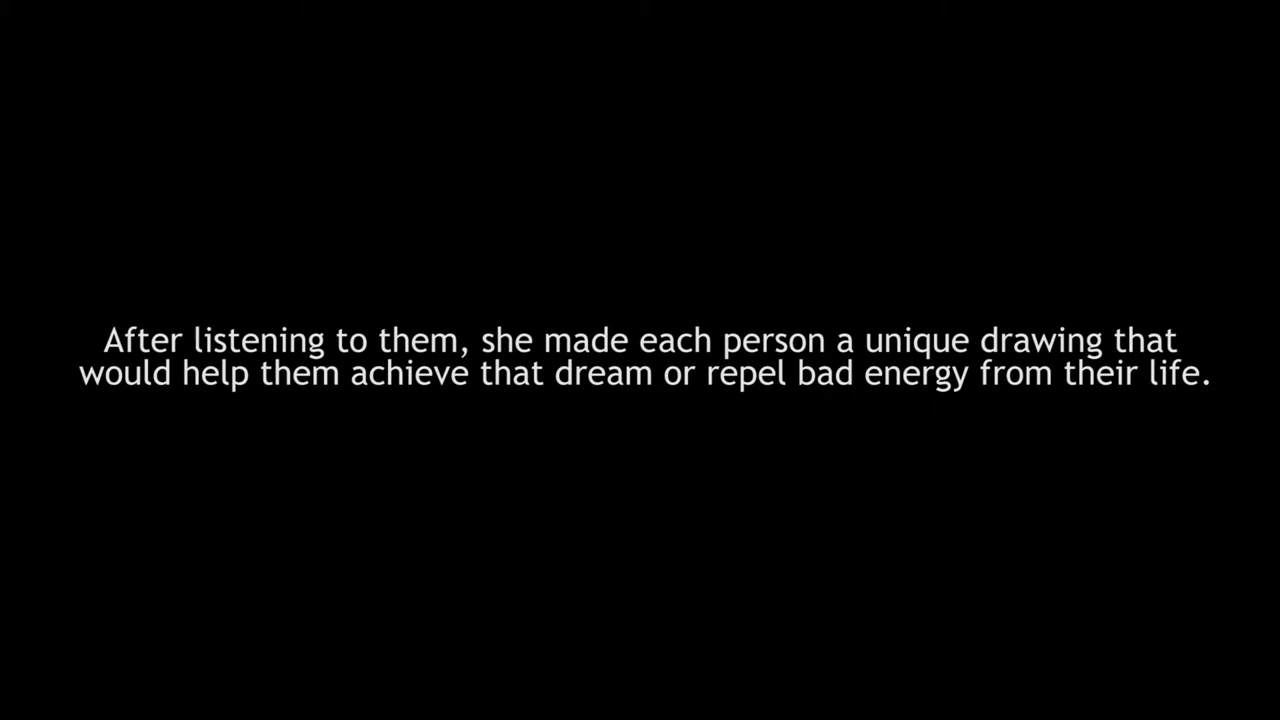 After listening to them, she made each person a unique drawing that
would help them achieve that dream or repel bad energy from their life.